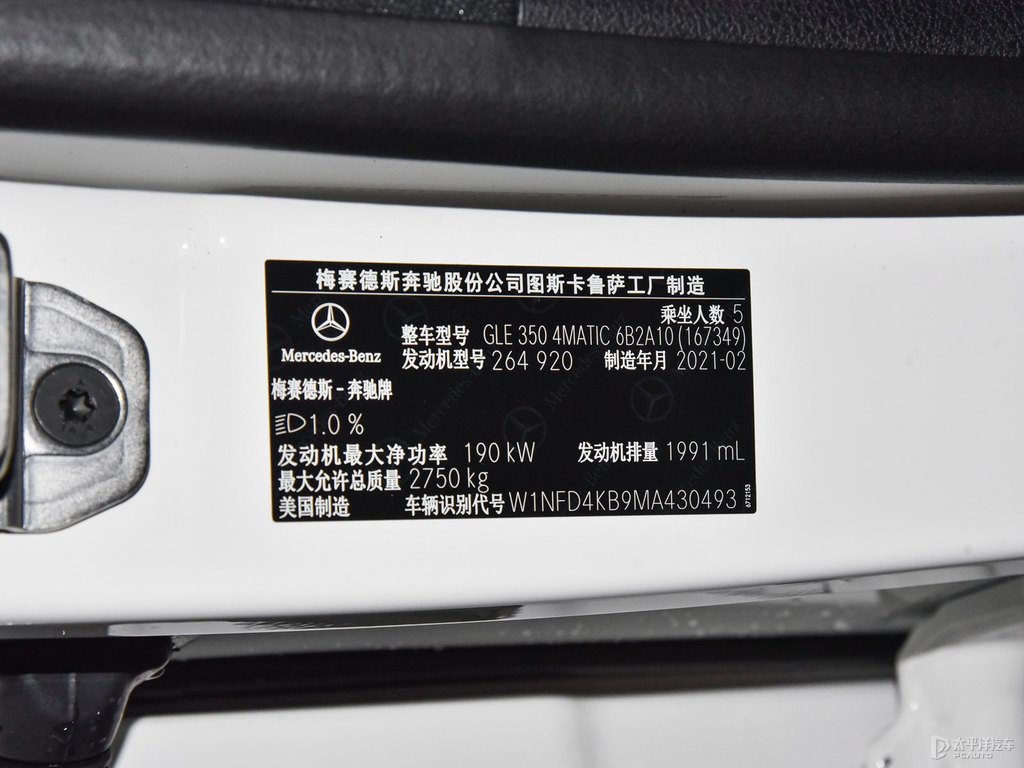 梅赛德斯奔驰股份公司图斯卡鲁萨工厂制造
乘坐人数 5
整车型号 GLE 350 4MATIC 6B2A10 (167349)
Mercedes-Benz
发动机型号 264 920 制造年月 2021-02
梅赛德斯 - 奔驰牌
1.0 %
发动机最大净功率 190 kW 发动机排量 1991 mL
最大允许总质量 2750 kg
美国制造 车辆识别代号 W1NFD4KB9MA430493
6712153
太平洋汽车
PCAUTO